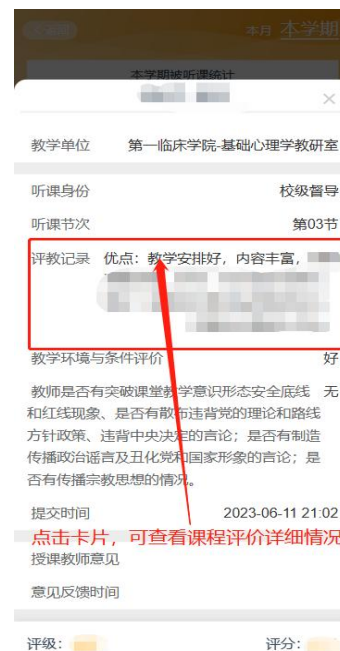 本月 本学期
本学期被听课统计
教学单位 第一临床学院-基础心理学教研室
听课身份 校级督导
听课节次 第03节
评教记录 优点：教学安排好，内容丰富，
教学环境与条件评价 好
教师是否有突破课堂教学意识形态安全底线 无
和红线现象、是否有散布违背党的理论和路线
方针政策、违背中央决定的言论；是否有制造
传播政治谣言及丑化党和国家形象的言论；是
否有传播宗教思想的情况。
提交时间 2023-06-11 21:02
点击卡片，可查看课程评价详细情况
授课教师意见
意见反馈时间
评级： 评分：